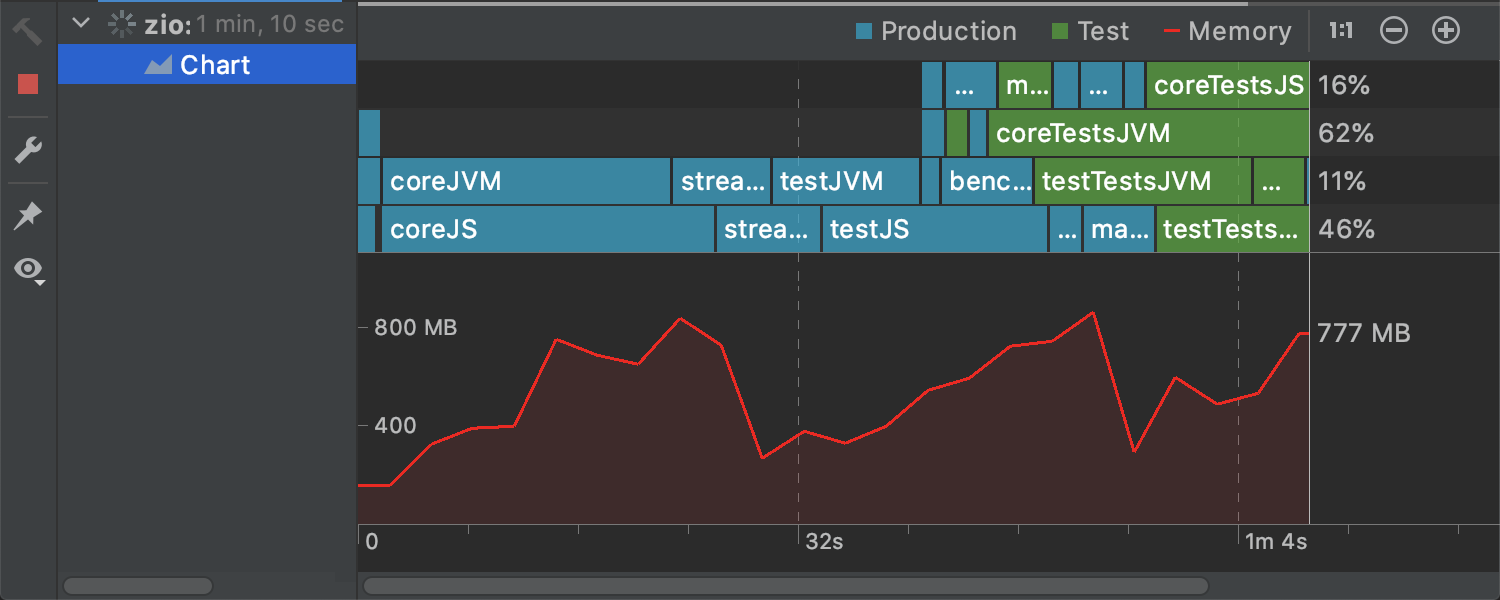 zio: 1 min, 10 sec
Chart
Production Test Memory 1:1
... m... ... coreTestsJS 16%
coreTestsJVM 62%
coreJVM strea... testJVM benc... testTestsJVM ... 11%
coreJS strea... testJS ... ma... testTests... 46%
800 MB
777 MB
400
0 32s 1m 4s